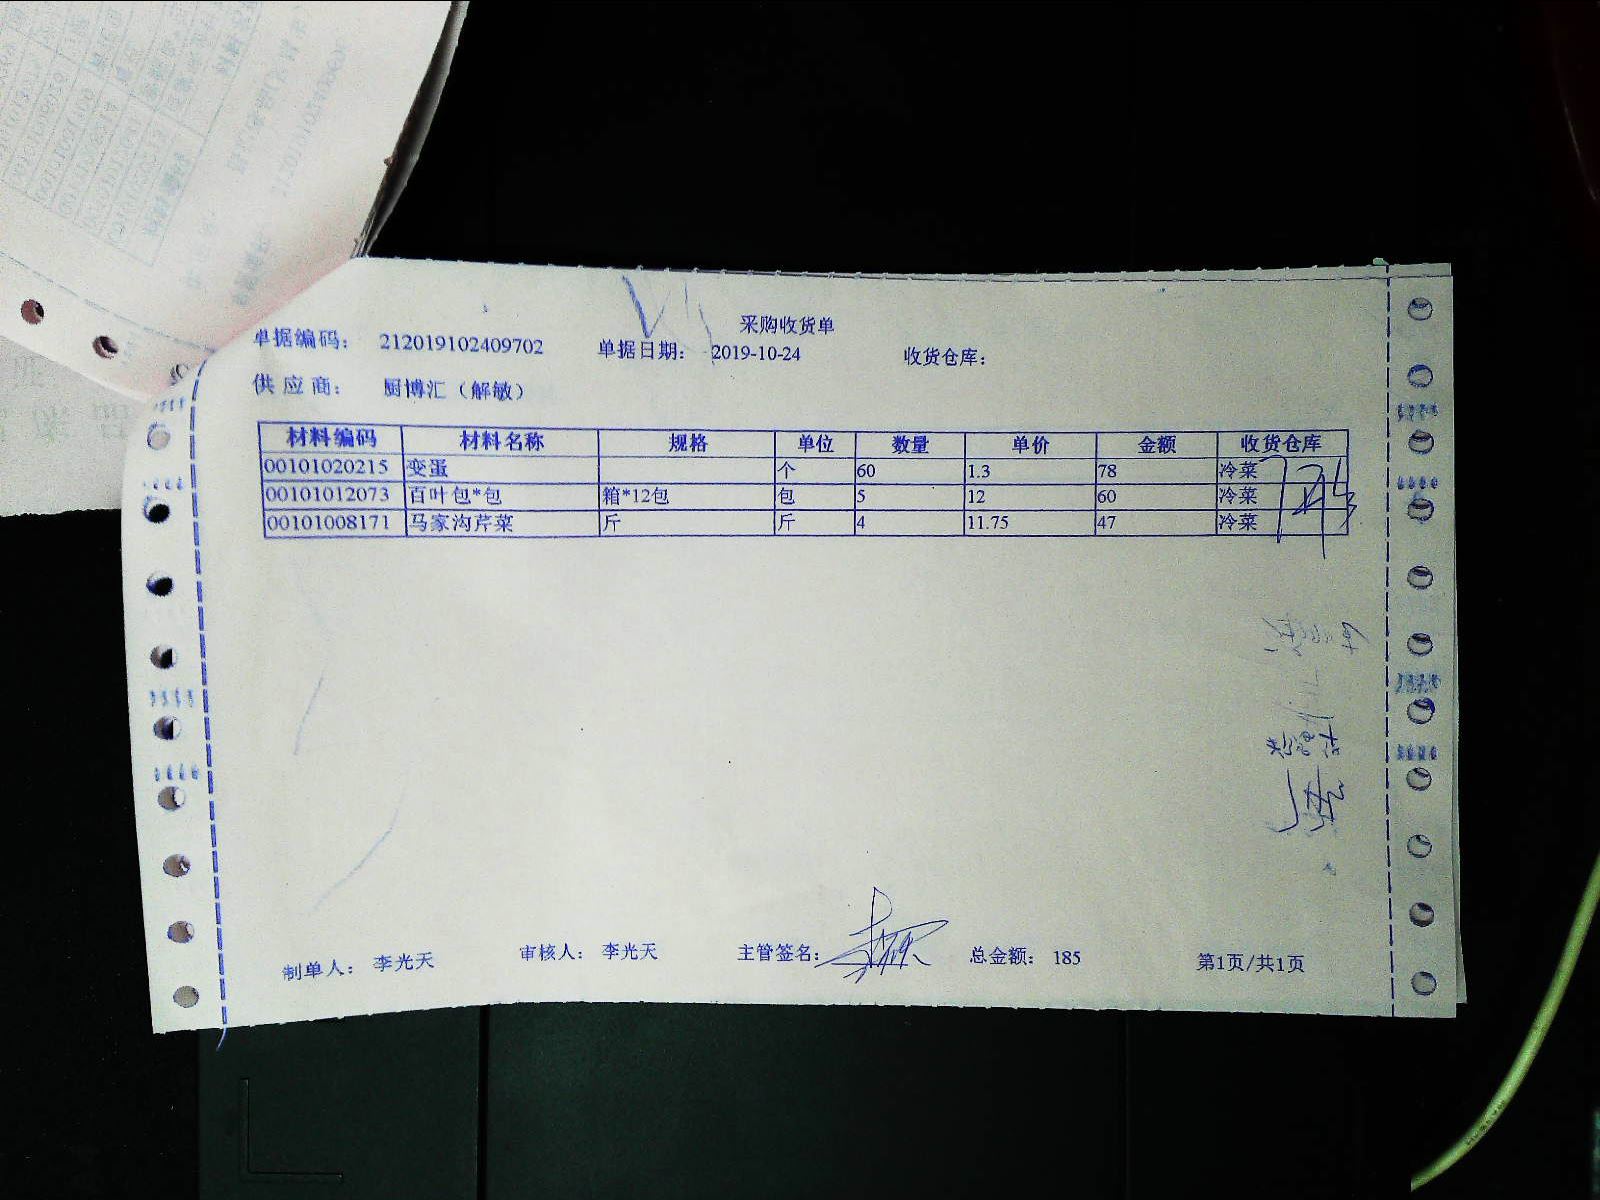 采购收货单
单据编码: 212019102409702 单据日期: 2019-10-24 收货仓库:
供应商: 厨博汇（解敏）
材料编码 材料名称 规格 单位 数量 单价 金额 收货仓库
00101020215 变蛋 个 60 1.3 78 冷菜
00101012073 百叶包*包 箱*12包 包 5 12 60 冷菜
00101008171 马家沟芹菜 斤 斤 4 11.75 47 冷菜
制单人: 李光天 审核人: 李光天 主管签名: 总金额: 185 第1页/共1页